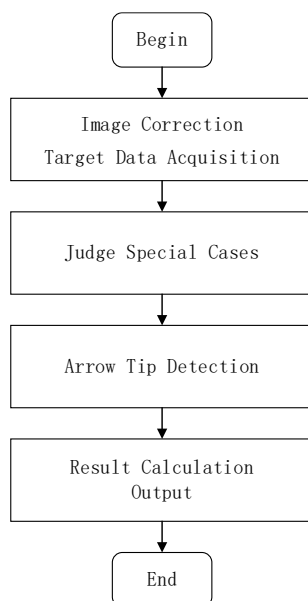 Begin
Image Correction
Target Data Acquisition
Judge Special Cases
Arrow Tip Detection
Result Calculation
Output
End